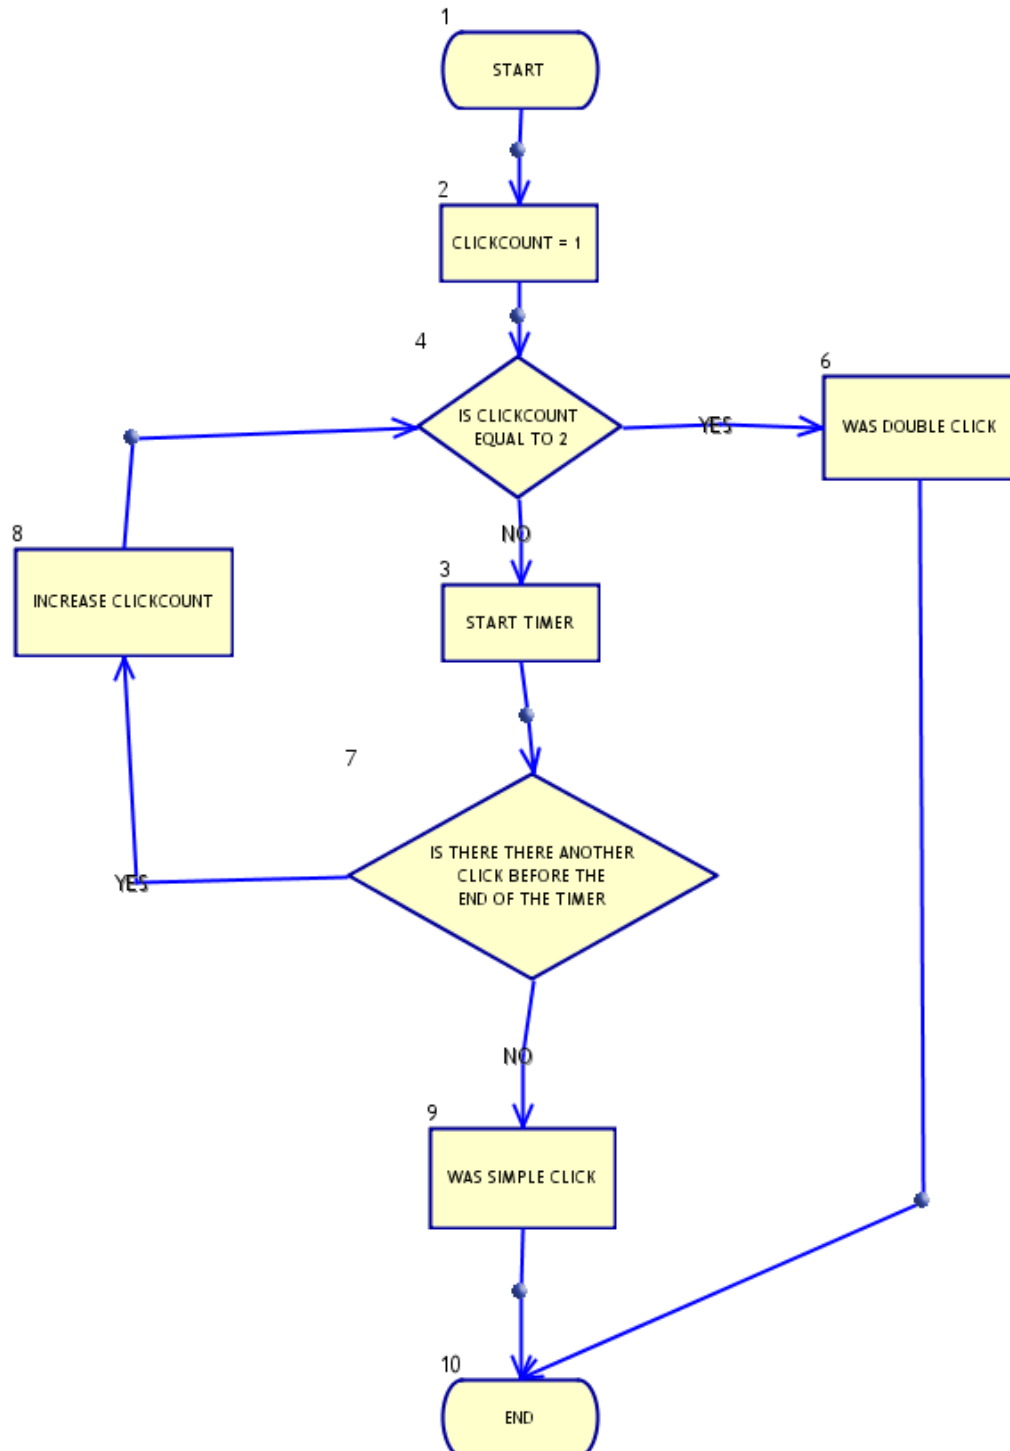 1
START
2
CLICKCOUNT = 1
4
IS CLICKCOUNT
EQUAL TO 2
YES
6
WAS DOUBLE CLICK
NO
8
INCREASE CLICKCOUNT
3
START TIMER
7
IS THERE THERE ANOTHER
CLICK BEFORE THE
END OF THE TIMER
YES
NO
9
WAS SIMPLE CLICK
10
END